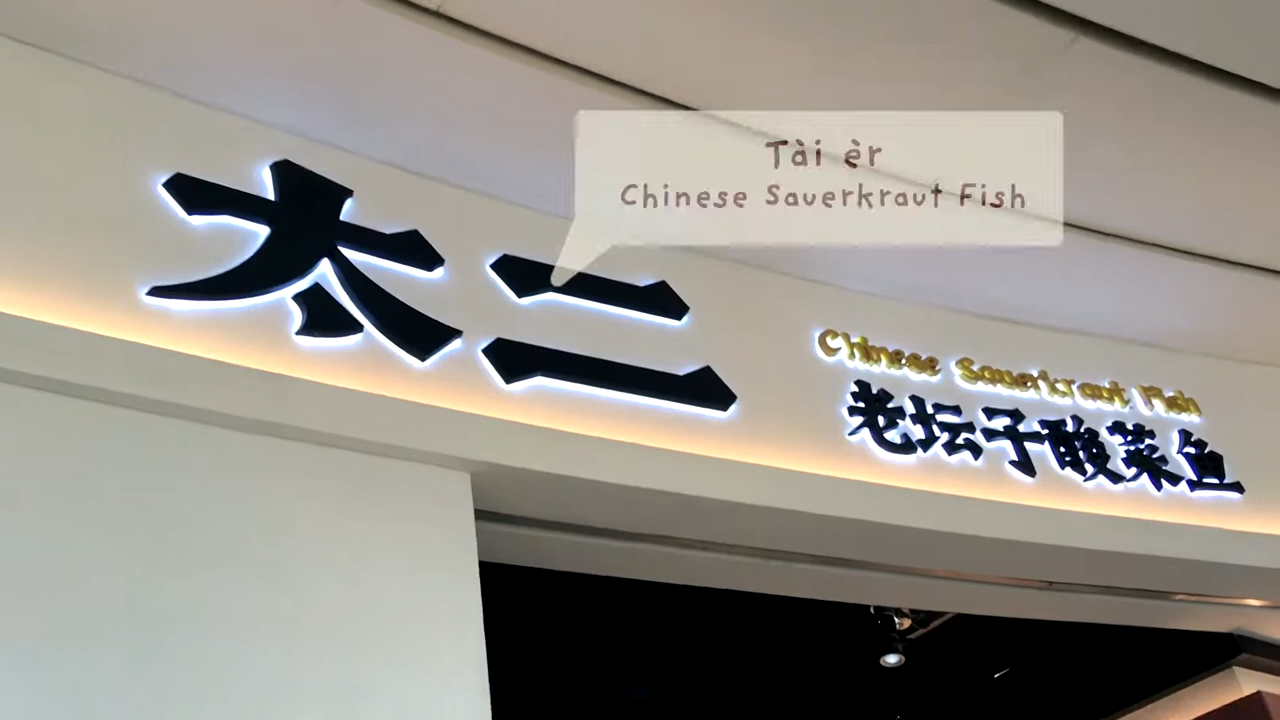 Tài èr
Chinese Sauerkraut Fish
太二
Chinese Sauerkraut Fish
老坛子酸菜鱼